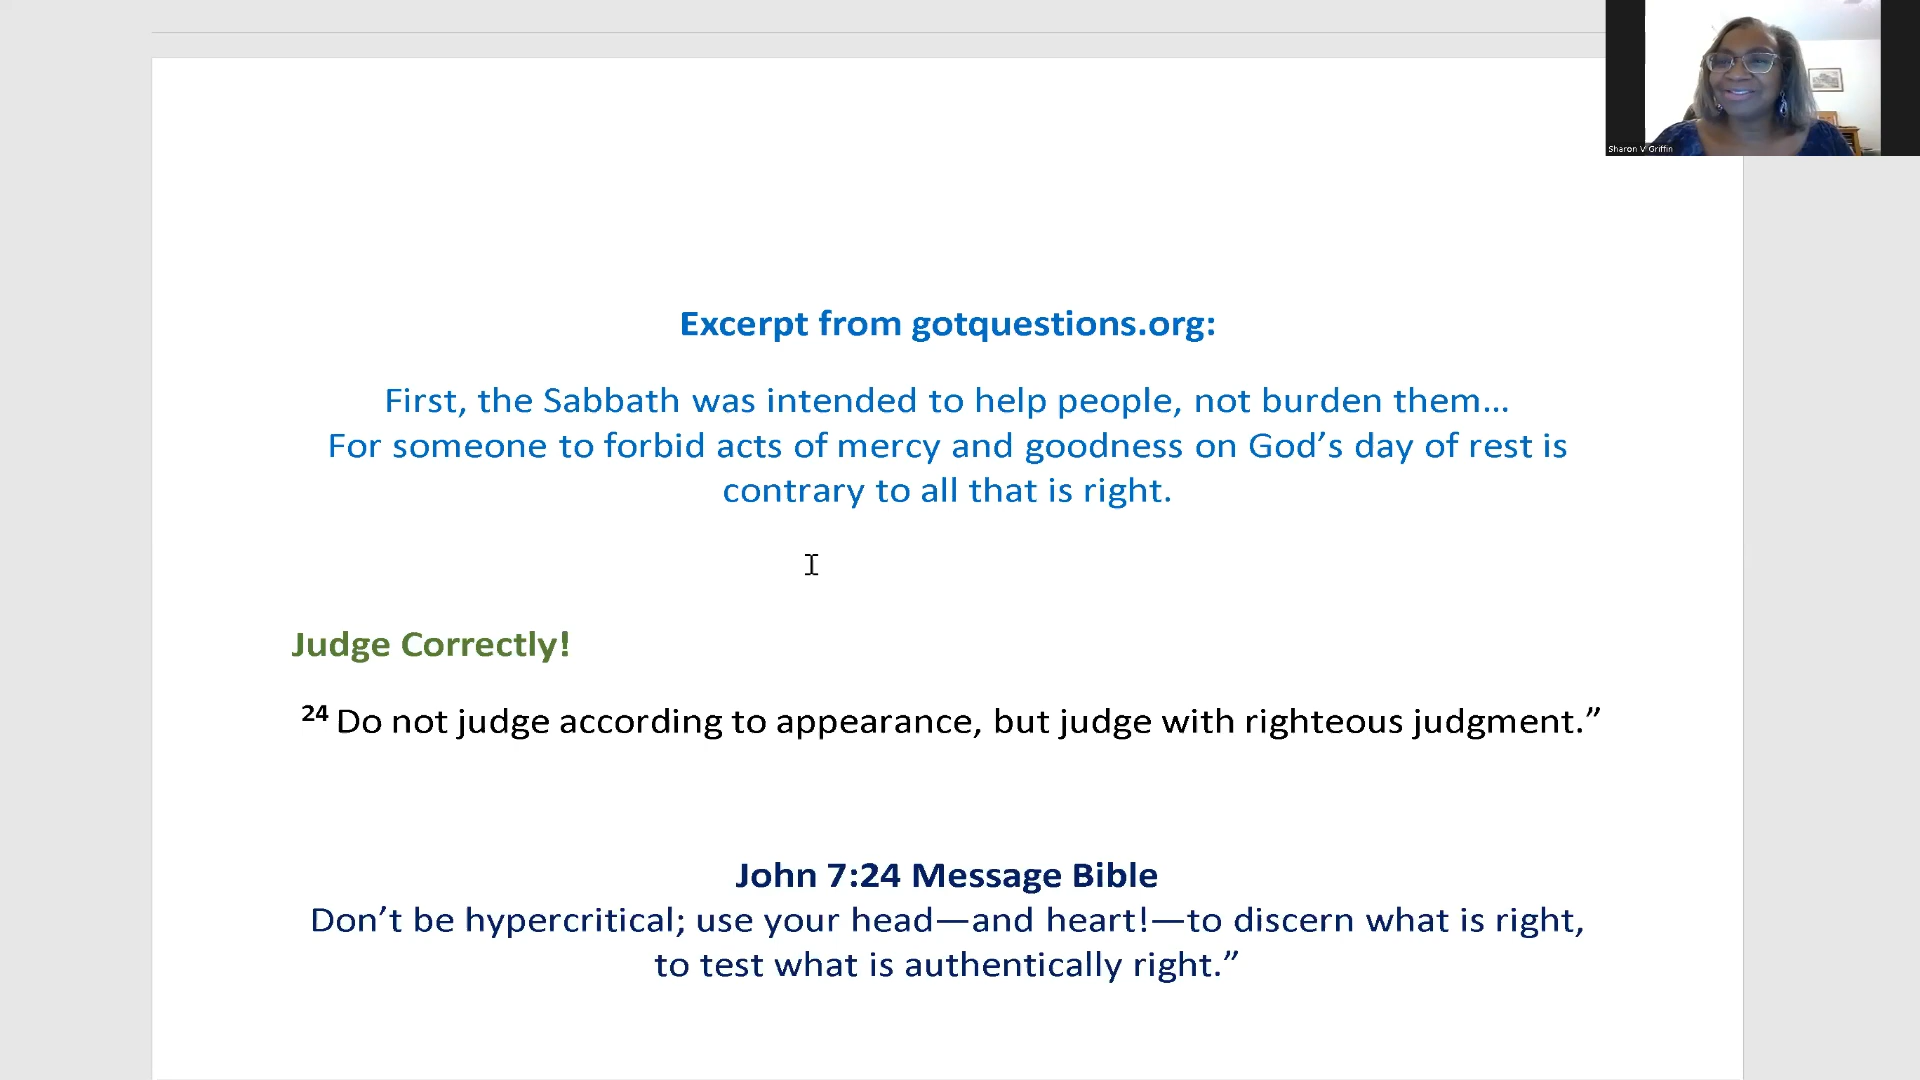 Sharon V Griffin
Excerpt from gotquestions.org:
First, the Sabbath was intended to help people, not burden them…
For someone to forbid acts of mercy and goodness on God’s day of rest is
contrary to all that is right.
Judge Correctly!
24 Do not judge according to appearance, but judge with righteous judgment.”
John 7:24 Message Bible
Don’t be hypercritical; use your head—and heart!—to discern what is right,
to test what is authentically right.”